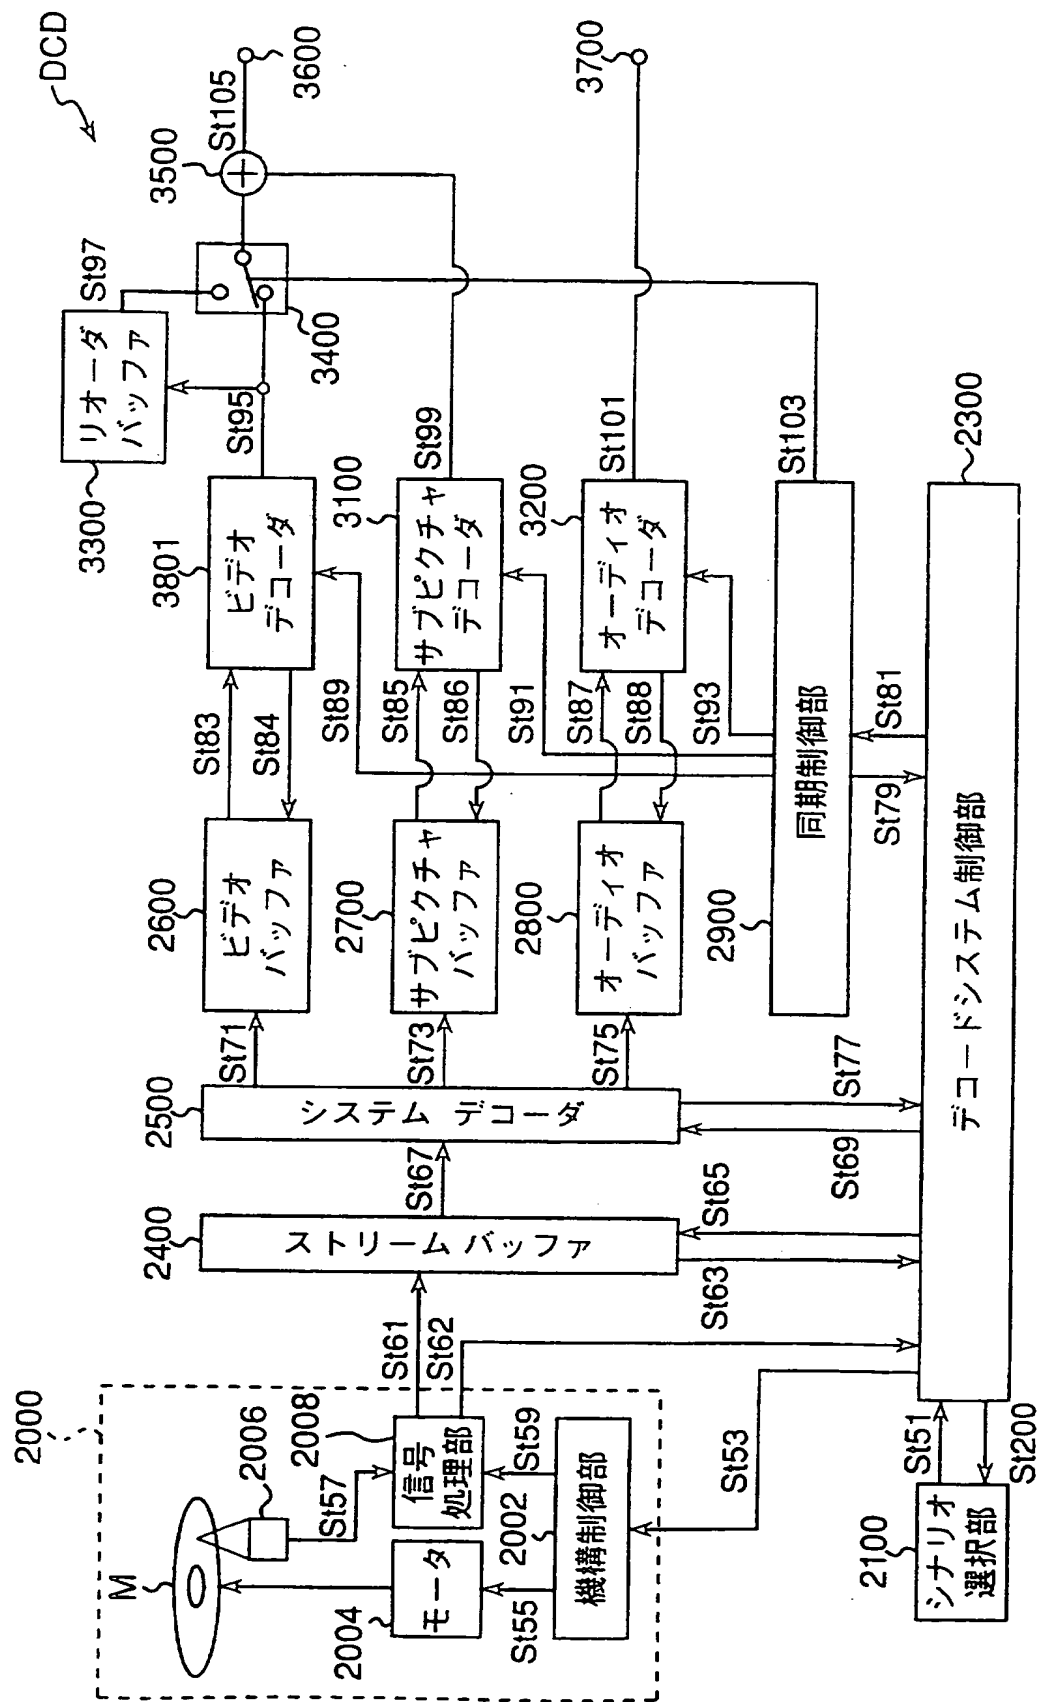 DCD
2000
M
2006
2004
モータ
2008
信号
処理部
St57
St55
St59
2002
機構制御部
St53
St61
St62
2400
ストリームバッファ
St63
St65
St67
2500
システム デコーダ
St69
St77
St71
St73
St75
2600
ビデオ
バッファ
2700
サブピクチャ
バッファ
2800
オーディオ
バッファ
St83
St84
St89
St85
St86
St91
St87
St88
St93
3801
ビデオ
デコーダ
3100
サブピクチャ
デコーダ
3200
オーディオ
デコーダ
2900
同期制御部
St79
St81
St95
3300
リオーダ
バッファ
St97
3400
St99
St101
St103
3500
St105
3600
3700
2100
シナリオ
選択部
St51
St200
2300
デコードシステム制御部